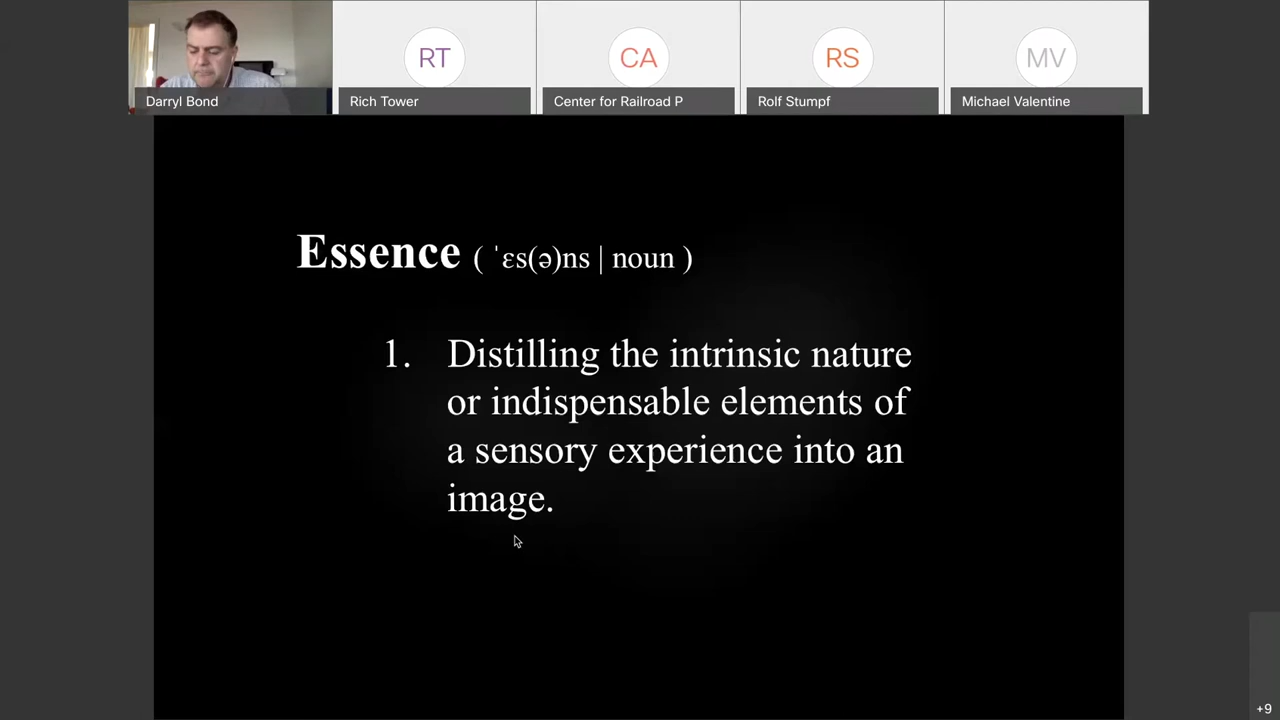 RT
CA
RS
MV
Darryl Bond
Rich Tower
Center for Railroad P
Rolf Stumpf
Michael Valentine
Essence ( ˈɛs(ə)ns | noun )
1. Distilling the intrinsic nature
or indispensable elements of
a sensory experience into an
image.
+9